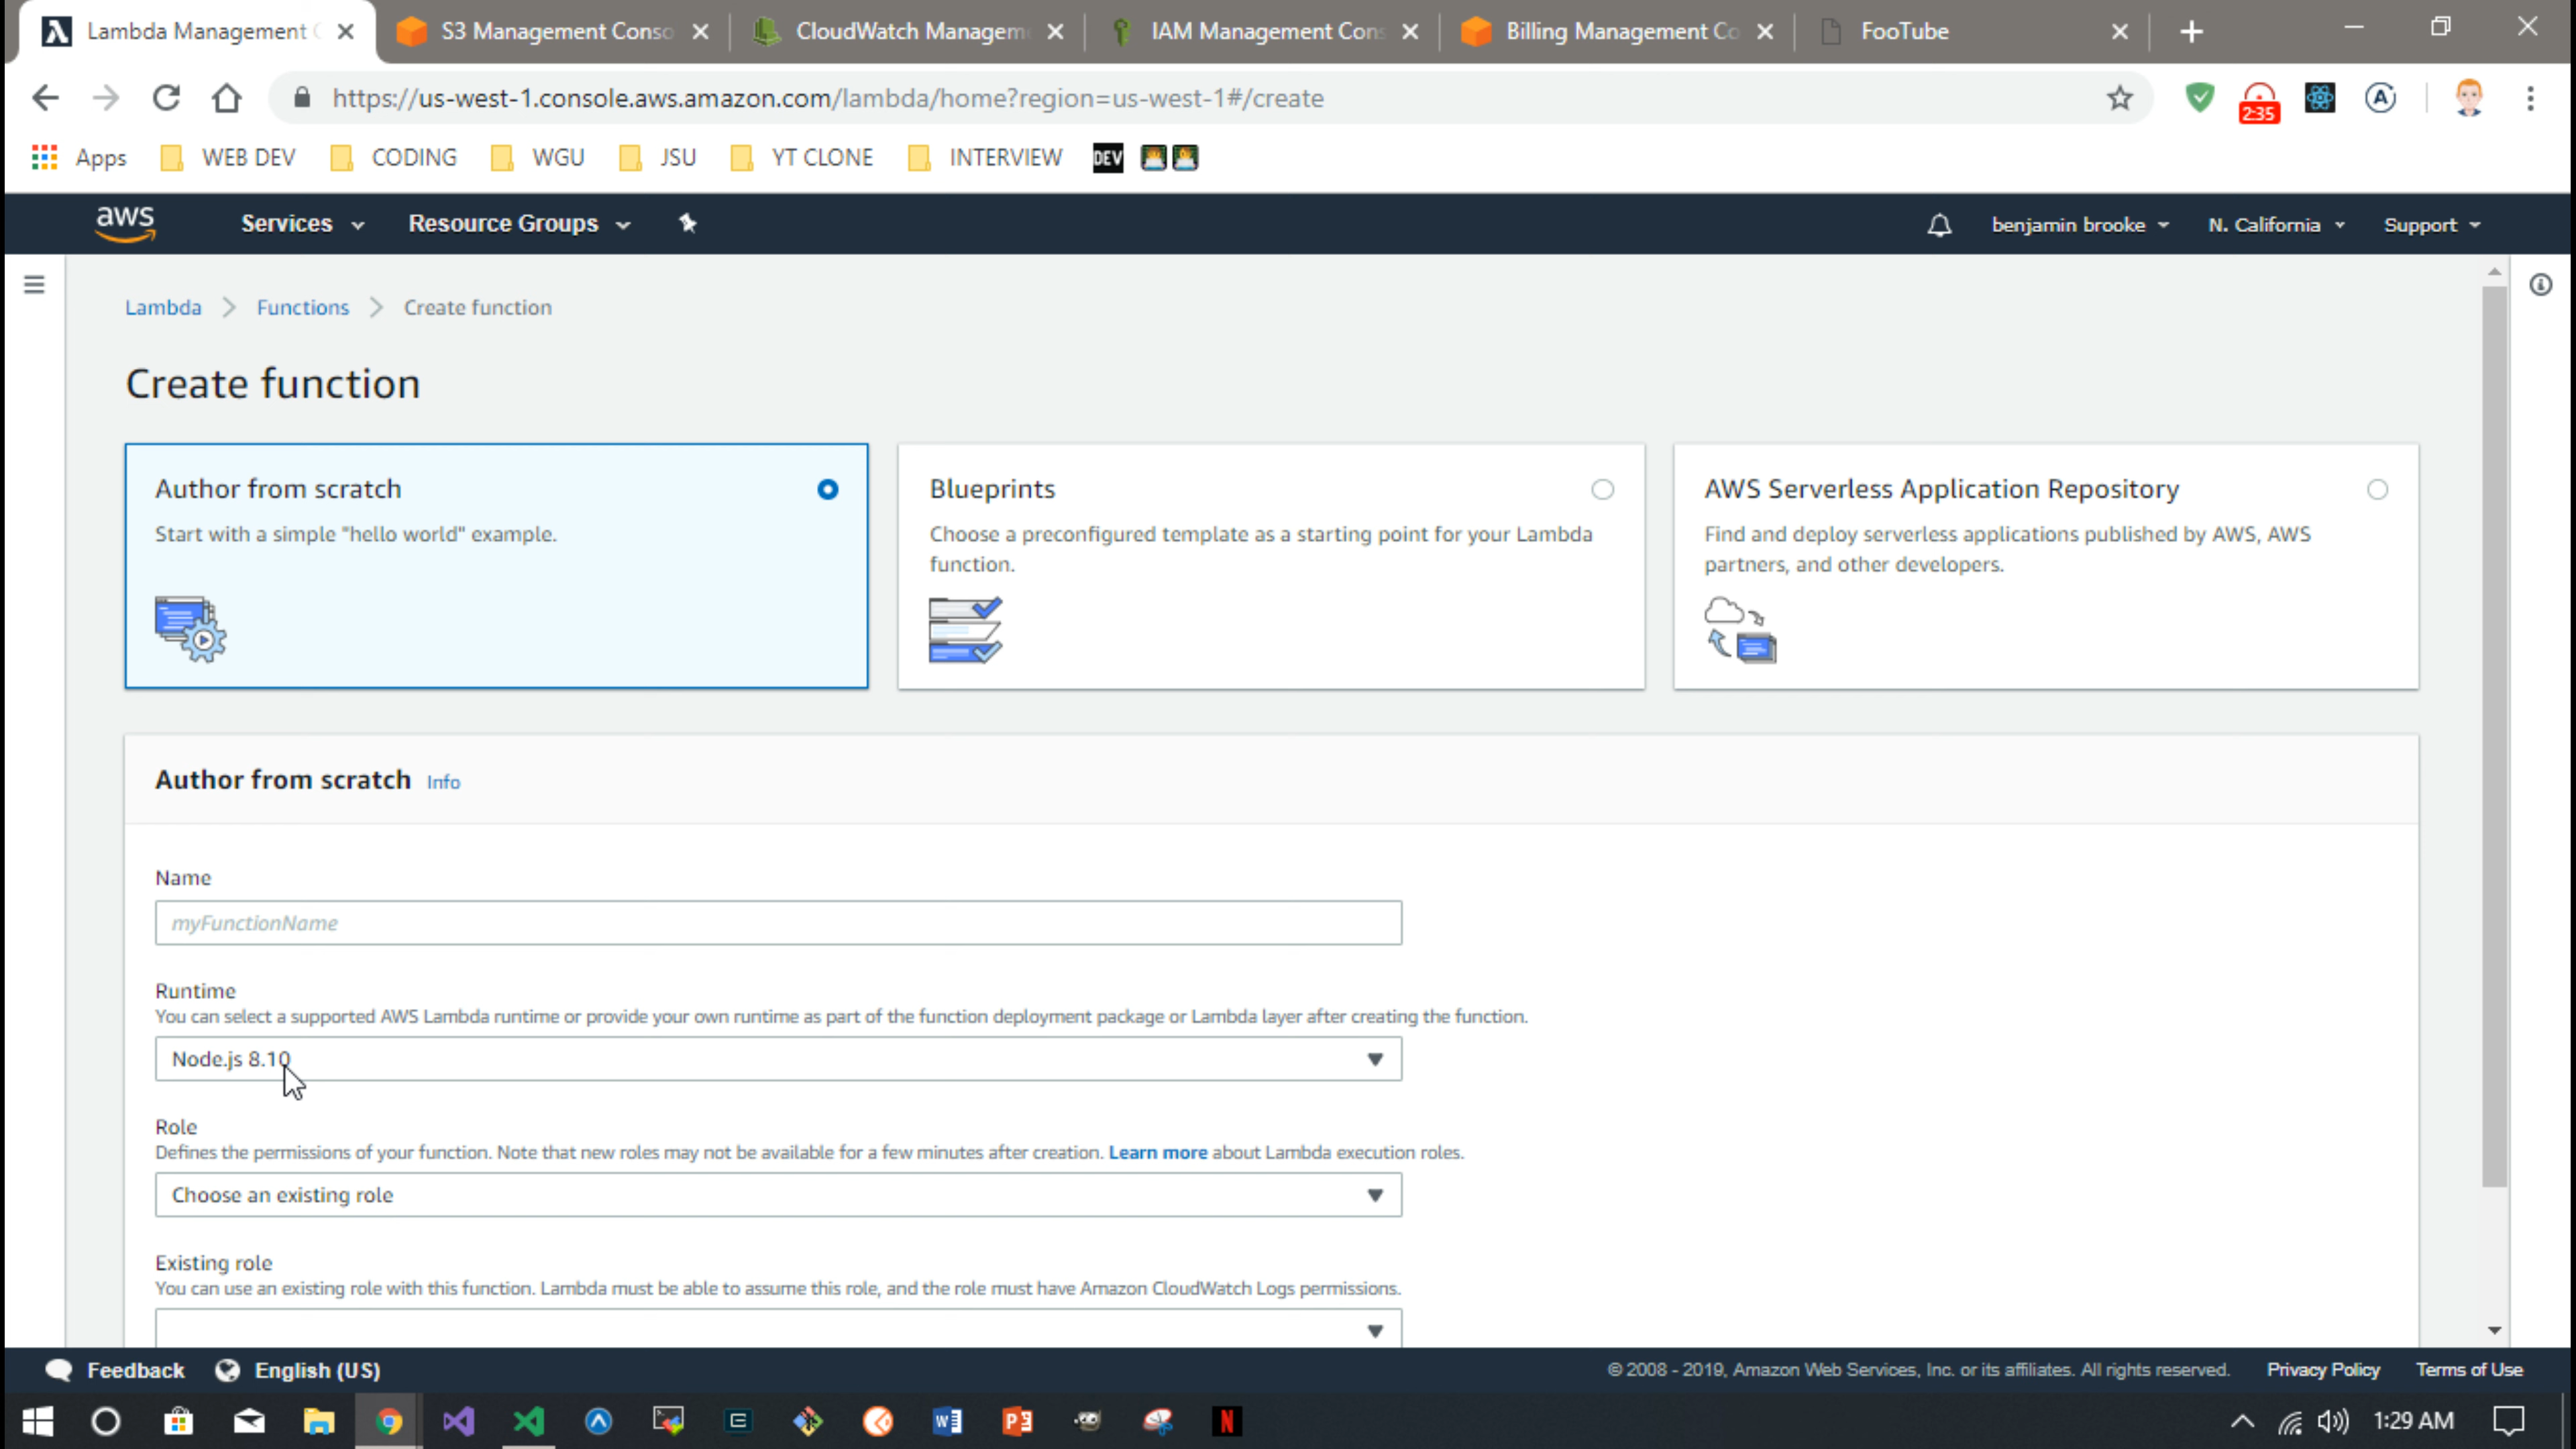 Lambda Management C
S3 Management Conso
CloudWatch Managem
IAM Management Cons
Billing Management Co
FooTube
https://us-west-1.console.aws.amazon.com/lambda/home?region=us-west-1#/create
2:35
Apps
WEB DEV
CODING
WGU
JSU
YT CLONE
INTERVIEW
DEV
aws
Services
Resource Groups
benjamin brooke
N. California
Support
Lambda > Functions > Create function
Create function
Author from scratch
Start with a simple "hello world" example.
Blueprints
Choose a preconfigured template as a starting point for your Lambda
function.
AWS Serverless Application Repository
Find and deploy serverless applications published by AWS, AWS
partners, and other developers.
Author from scratch Info
Name
myFunctionName
Runtime
You can select a supported AWS Lambda runtime or provide your own runtime as part of the function deployment package or Lambda layer after creating the function.
Node.js 8.10
Role
Defines the permissions of your function. Note that new roles may not be available for a few minutes after creation. Learn more about Lambda execution roles.
Choose an existing role
Existing role
You can use an existing role with this function. Lambda must be able to assume this role, and the role must have Amazon CloudWatch Logs permissions.
Feedback
English (US)
© 2008 - 2019, Amazon Web Services, Inc. or its affiliates. All rights reserved.
Privacy Policy
Terms of Use
1:29 AM